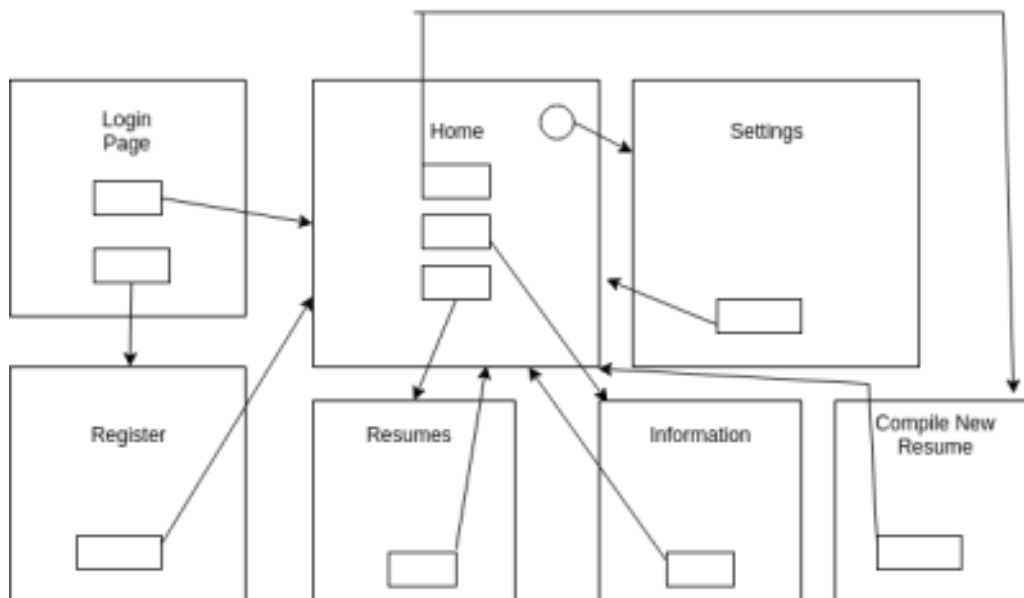 Login
Page
Home
Settings
Register
Resumes
Information
Compile New
Resume